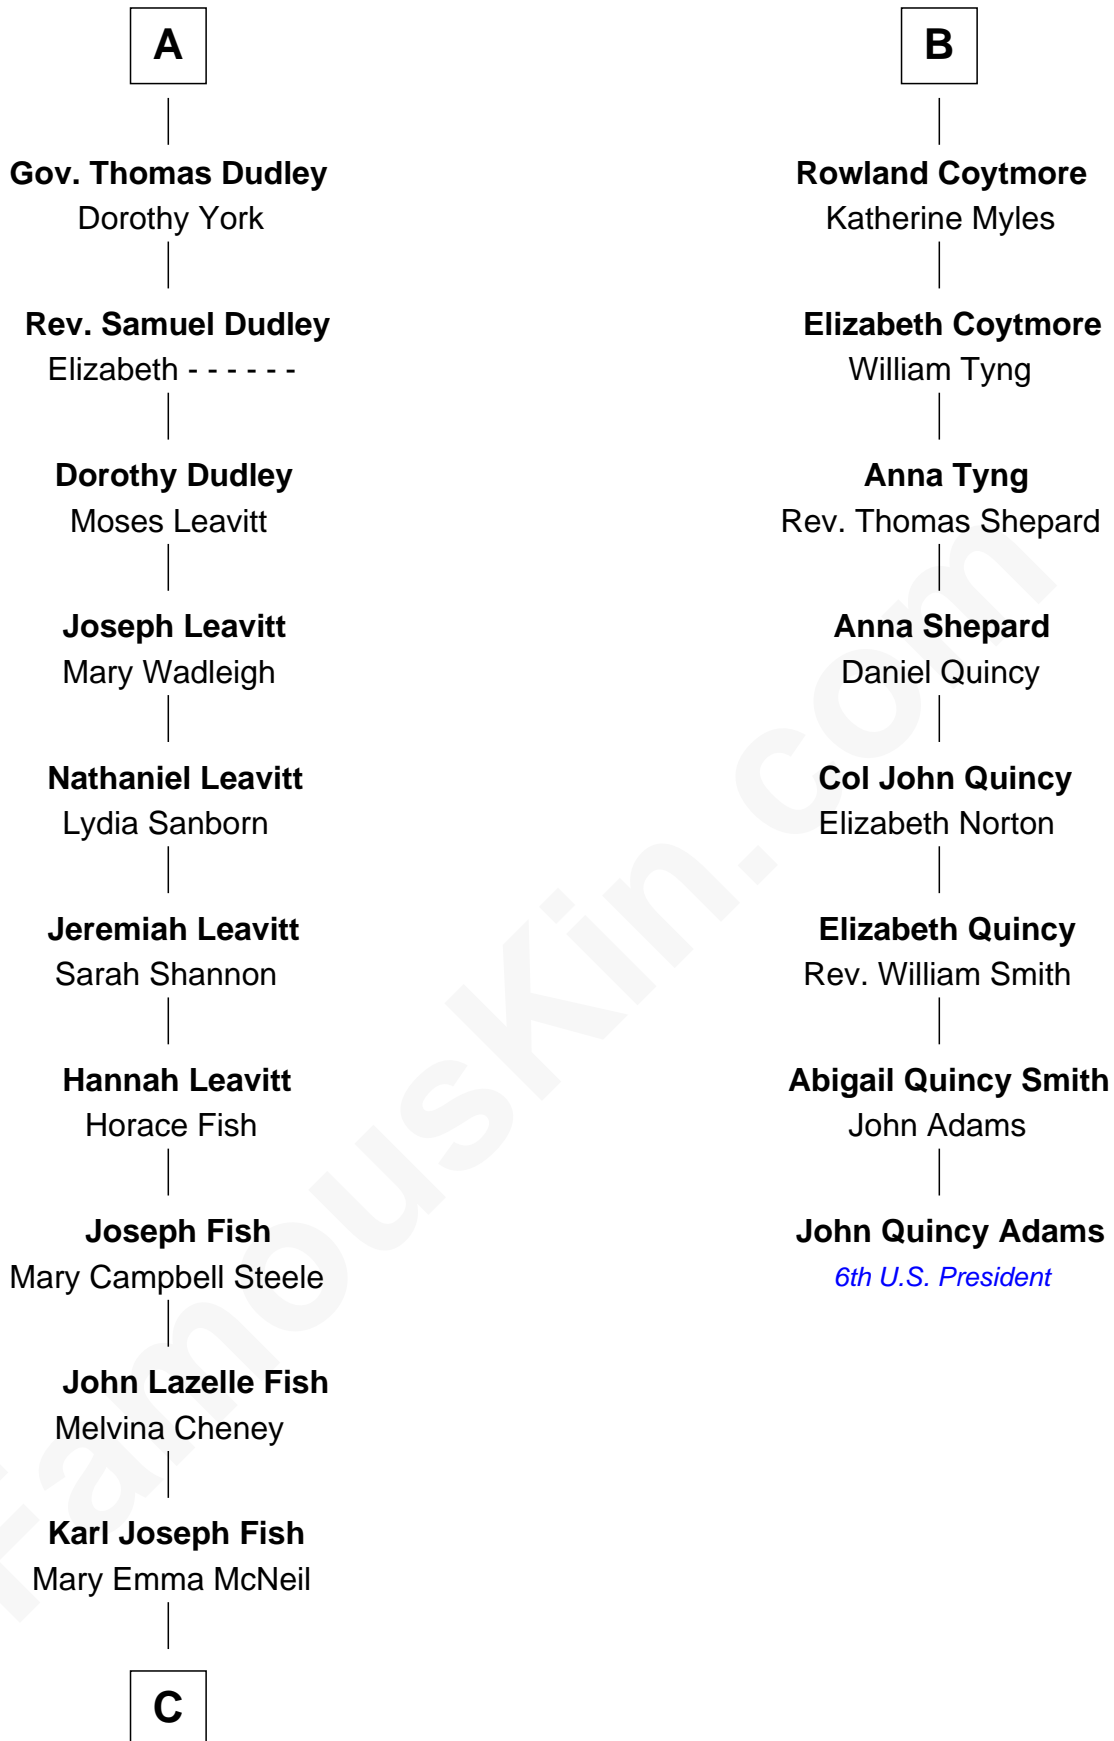 A
Gov. Thomas Dudley
Dorothy York
Rev. Samuel Dudley
Elizabeth - - - - - -
Dorothy Dudley
Moses Leavitt
Joseph Leavitt
Mary Wadleigh
Nathaniel Leavitt
Lydia Sanborn
Jeremiah Leavitt
Sarah Shannon
Hannah Leavitt
Horace Fish
Joseph Fish
Mary Campbell Steele
John Lazelle Fish
Melvina Cheney
Karl Joseph Fish
Mary Emma McNeil
C
B
Rowland Coytmore
Katherine Myles
Elizabeth Coytmore
William Tyng
Anna Tyng
Rev. Thomas Shepard
Anna Shepard
Daniel Quincy
Col John Quincy
Elizabeth Norton
Elizabeth Quincy
Rev. William Smith
Abigail Quincy Smith
John Adams
John Quincy Adams
6th U.S. President
FamousKin.com